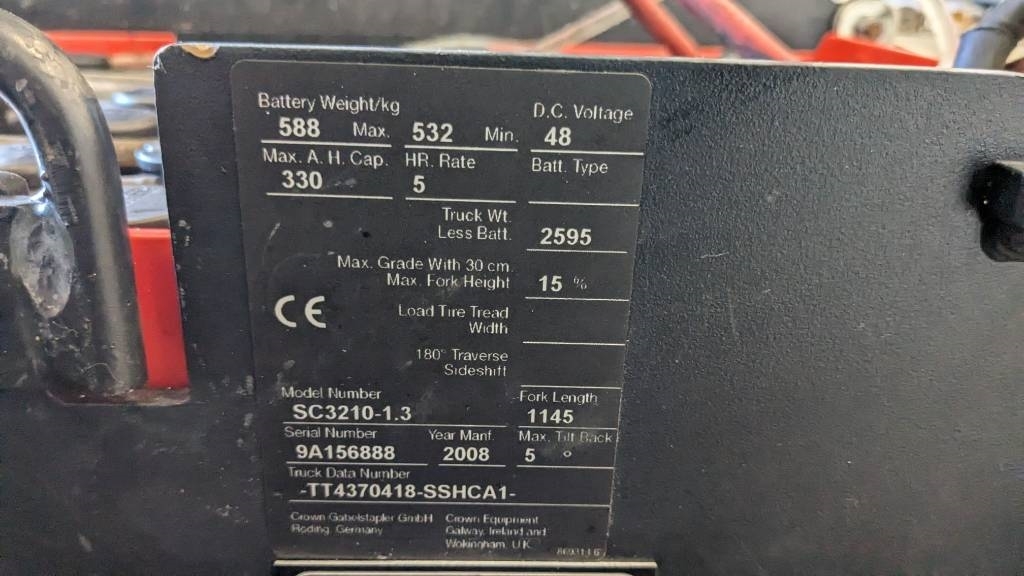 Battery Weight/kg D.C. Voltage
588 Max. 532 Min. 48
Max. A. H. Cap. HR. Rate Batt. Type
330 5
Truck Wt.
Less Batt. 2595
Max. Grade With 30 cm
Max. Fork Height 15 %
CE
Load Tire Tread
Width
180° Traverse
Sideshift
Model Number Fork Length
SC3210-1.3 1145
Serial Number Year Manf. Max. Tilt Back
9A156888 2008 5 °
Truck Data Number
-TT4370418-SSHCA1-
Crown Gabelstapler GmbH Crown Equipment
Roding, Germany Galway, Ireland and
Wokingham, U.K.